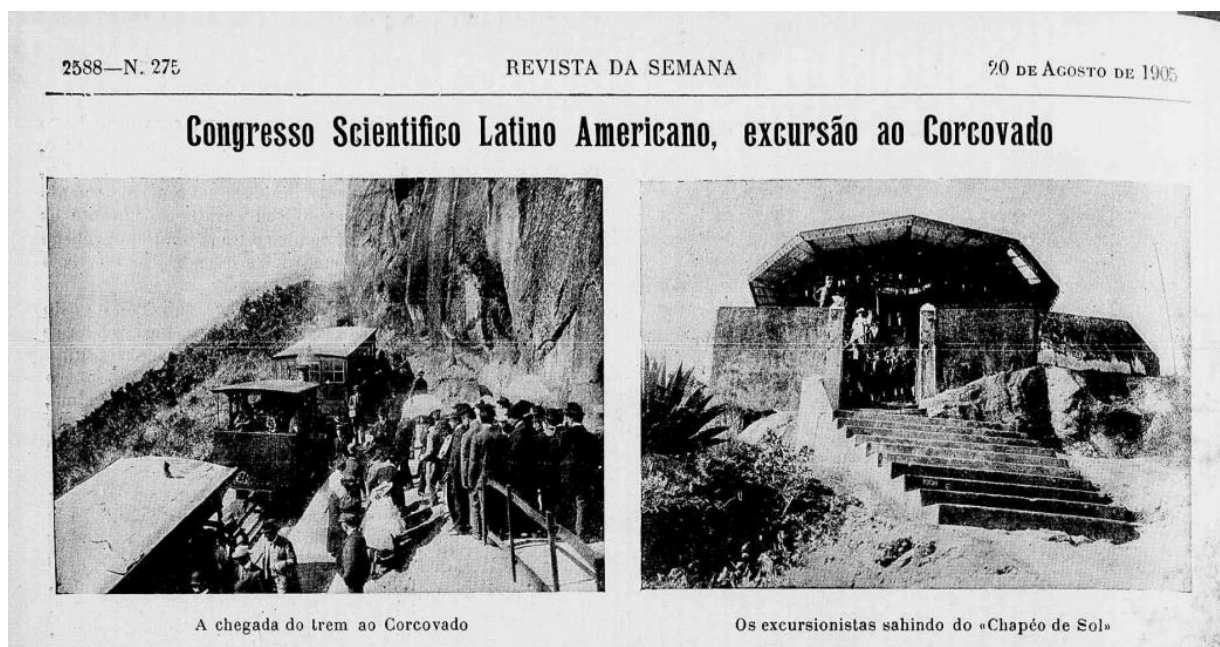 2588—N. 275
REVISTA DA SEMANA
20 DE AGOSTO DE 1905
Congresso Scientifico Latino Americano, excursão ao Corcovado
A chegada do trem ao Corcovado
Os excursionistas sahindo do «Chapéo de Sol»